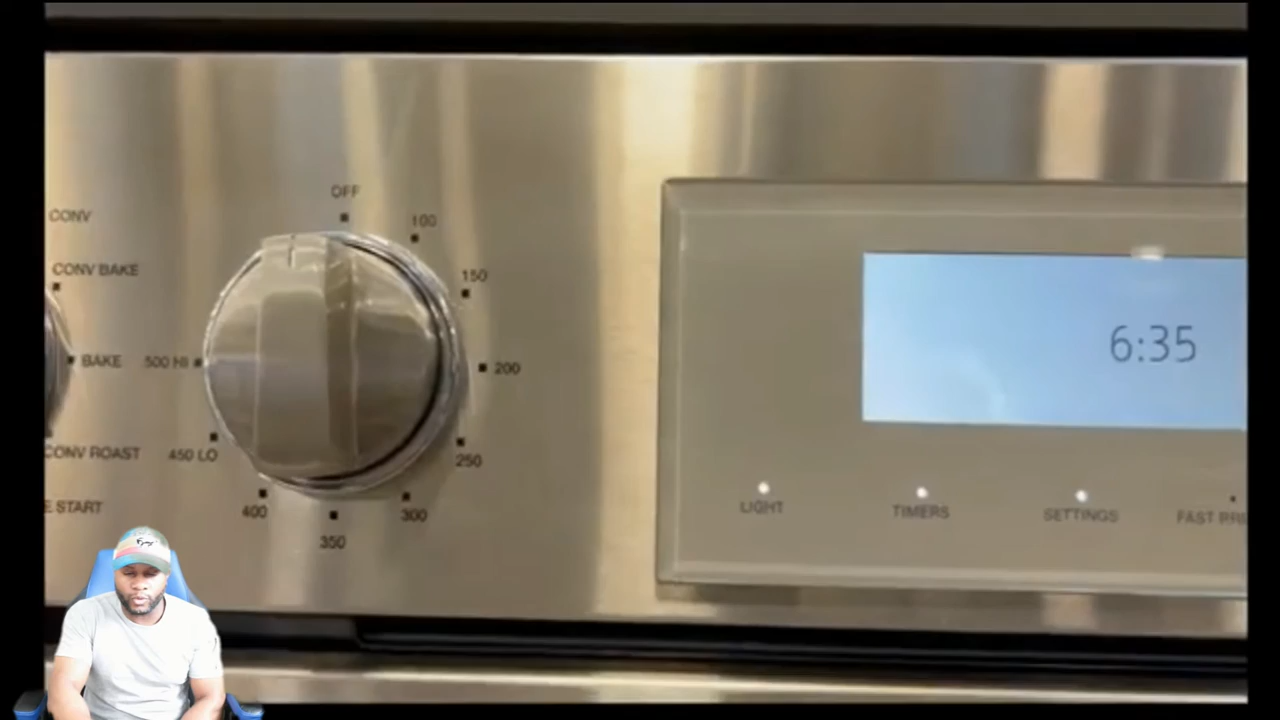 OFF
CONV
100
CONV BAKE
150
6:35
BAKE
500 HI
200
CONV ROAST
450 LO
250
E START
400
300
350
LIGHT
TIMERS
SETTINGS
FAST PRE